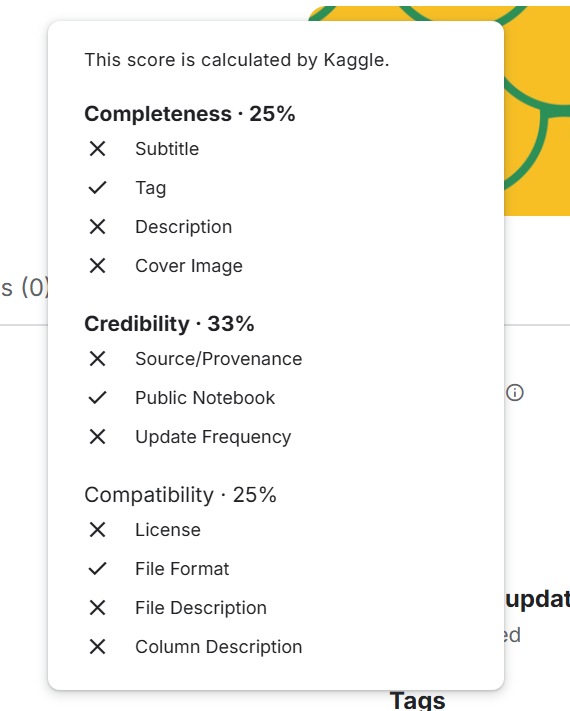 This score is calculated by Kaggle.
Completeness · 25%
Subtitle
Tag
Description
Cover Image
s (0)
Credibility · 33%
Source/Provenance
Public Notebook
Update Frequency
Compatibility · 25%
License
File Format
File Description
updat
ed
Column Description
Tags